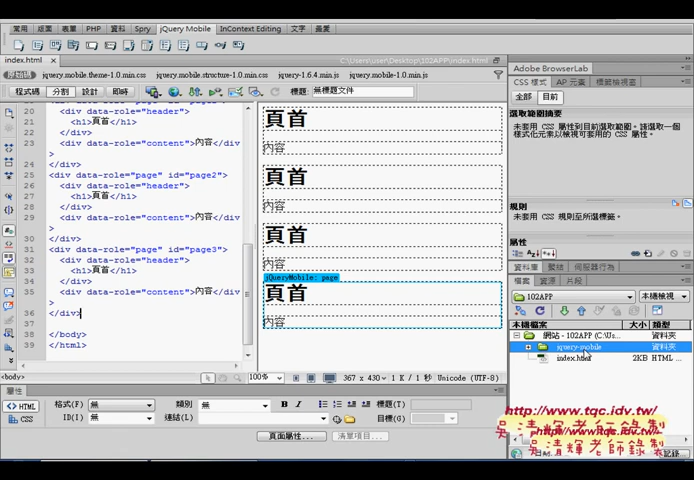 常用 版面 表單 PHP 資料 Spry jQuery Mobile InContext Editing 文字 最愛
index.html × C:\Users\user\Desktop\102APP\index.html
原始碼 jquery.mobile.theme-1.0.min.css jquery.mobile.structure-1.0.min.css jquery-1.6.4.min.js jquery.mobile-1.0.min.js
程式碼 分割 設計 即時 標題: 無標題文件
20 <div data-role="header">
21 <h1>頁首</h1>
22 </div>
23 <div data-role="content">內容</div
>
24 </div>
25 <div data-role="page" id="page2">
26 <div data-role="header">
27 <h1>頁首</h1>
28 </div>
29 <div data-role="content">內容</div
>
30 </div>
31 <div data-role="page" id="page3">
32 <div data-role="header">
33 <h1>頁首</h1>
34 </div>
35 <div data-role="content">內容</div
>
36 </div>
37
38 </body>
39 </html>
頁首
內容
頁首
內容
頁首
內容
jQueryMobile: page
頁首
內容
<body> 100% 367 x 430 1 K / 1 秒 Unicode (UTF-8)
屬性
HTML 格式(F) 無 類別 無 B I 標題(T)
CSS ID(I) 無 連結(L) 目標(G)
頁面屬性... 清單項目...
Adobe BrowserLab
CSS 樣式 AP 元素 標籤檢查器
全部 目前
選取範圍摘要
未套用 CSS 屬性到目前選取範圍。請選取一個
樣式化元素以檢視可套用的 CSS 屬性。
規則
未套用 CSS 規則至所選標籤。
屬性
資料庫 繫結 伺服器行為
檔案 資源 片段
102APP 本機檢視
本機檔案 大小 類型
網站 - 102APP (C:\Us... 資料夾
jquery-mobile 資料夾
index.html 2KB HTML ...
http://www.tqc.idv.tw/
吳清輝老師錄製
http://www.tqc.idv.tw/
吳清輝老師錄製